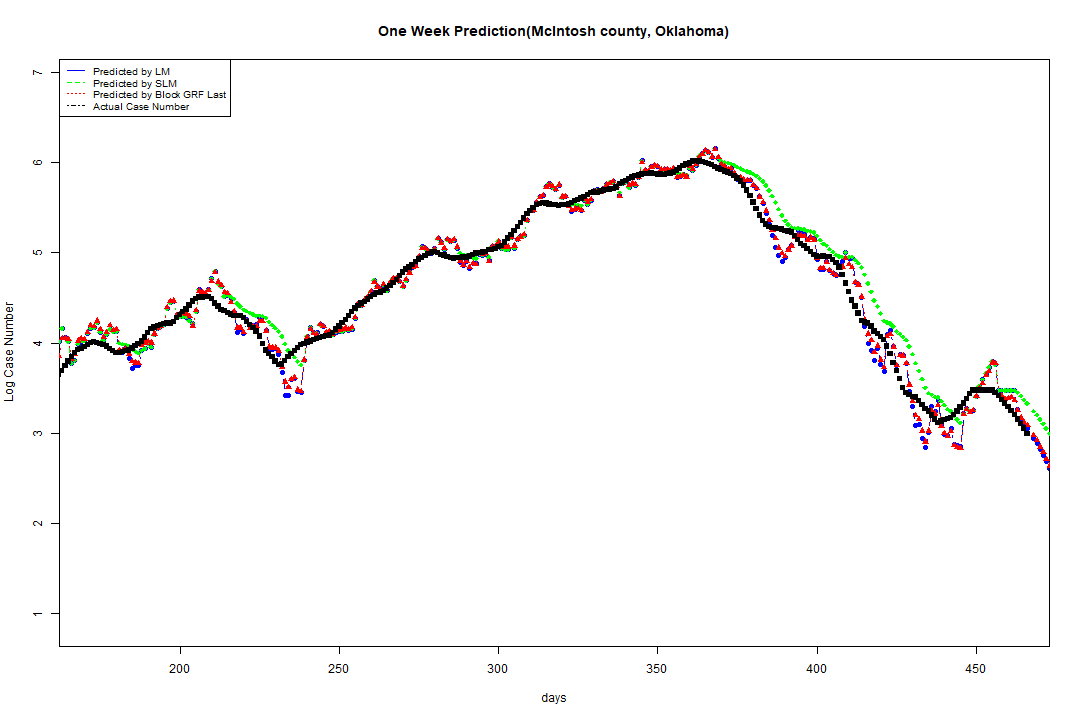 One Week Prediction(McIntosh county, Oklahoma)
Predicted by LM
Predicted by SLM
Predicted by Block GRF Last
Actual Case Number
7
6
5
4
3
2
1
Log Case Number
200 250 300 350 400 450
days